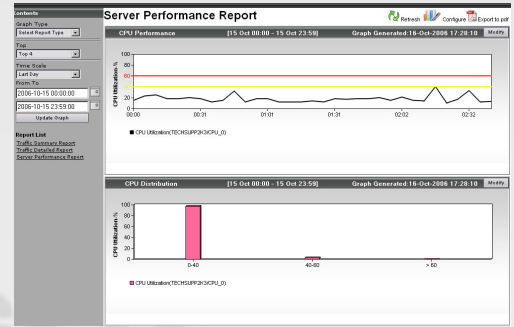 Contents
Graph Type
Select Report Type
Top
Top 4
Time Scale
Last Day
From To
2006-10-15 00:00:00
2006-10-15 23:59:00
Update Graph
Report List
Traffic Summary Report
Traffic Detailed Report
Server Performance Report
Server Performance Report
Refresh
Configure
Export to pdf
CPU Performance [15 Oct 00:00 - 15 Oct 23:59] Graph Generated:16-Oct-2006 17:28:10 Modify
CPU Utilization-%
100
80
60
40
20
0
00:00 00:31 01:01 01:31 02:02 02:32
CPU Utilization(TECHSUPP2K3/CPU_0)
CPU Distribution [15 Oct 00:00 - 15 Oct 23:59] Graph Generated:16-Oct-2006 17:28:10 Modify
CPU Utilization-%
100
80
60
40
20
0
0-40 40-60 > 60
CPU Utilization(TECHSUPP2K3/CPU_0)